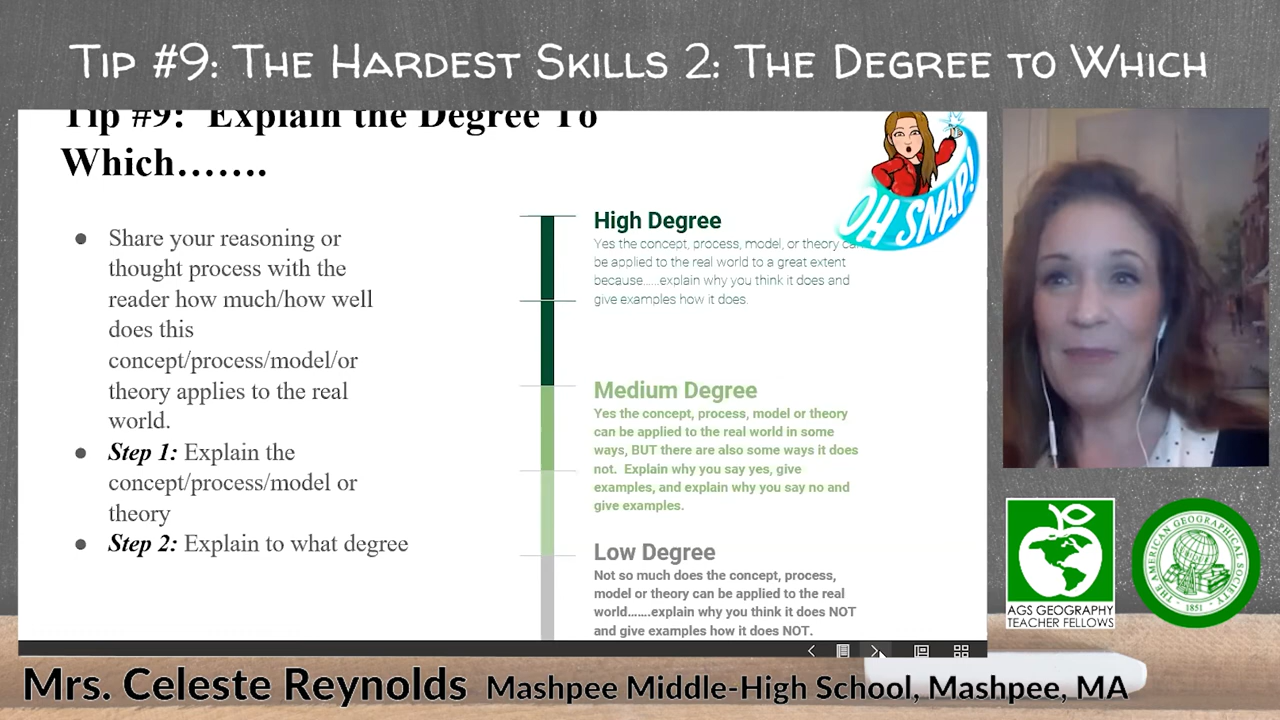 Tip #9: The Hardest Skills 2: The Degree to Which
Tip #9: Explain the Degree To
Which.......
● Share your reasoning or
thought process with the
reader how much/how well
does this
concept/process/model/or
theory applies to the real
world.
● Step 1: Explain the
concept/process/model or
theory
● Step 2: Explain to what degree
OH SNAP!
High Degree
Yes the concept, process, model, or theory can
be applied to the real world to a great extent
because.....explain why you think it does and
give examples how it does.
Medium Degree
Yes the concept, process, model or theory
can be applied to the real world in some
ways, BUT there are also some ways it does
not. Explain why you say yes, give
examples, and explain why you say no and
give examples.
Low Degree
Not so much does the concept, process,
model or theory can be applied to the real
world.......explain why you think it does NOT
and give examples how it does NOT.
AGS GEOGRAPHY
TEACHER FELLOWS
THE AMERICAN GEOGRAPHICAL SOCIETY
1851
Mrs. Celeste Reynolds Mashpee Middle-High School, Mashpee, MA